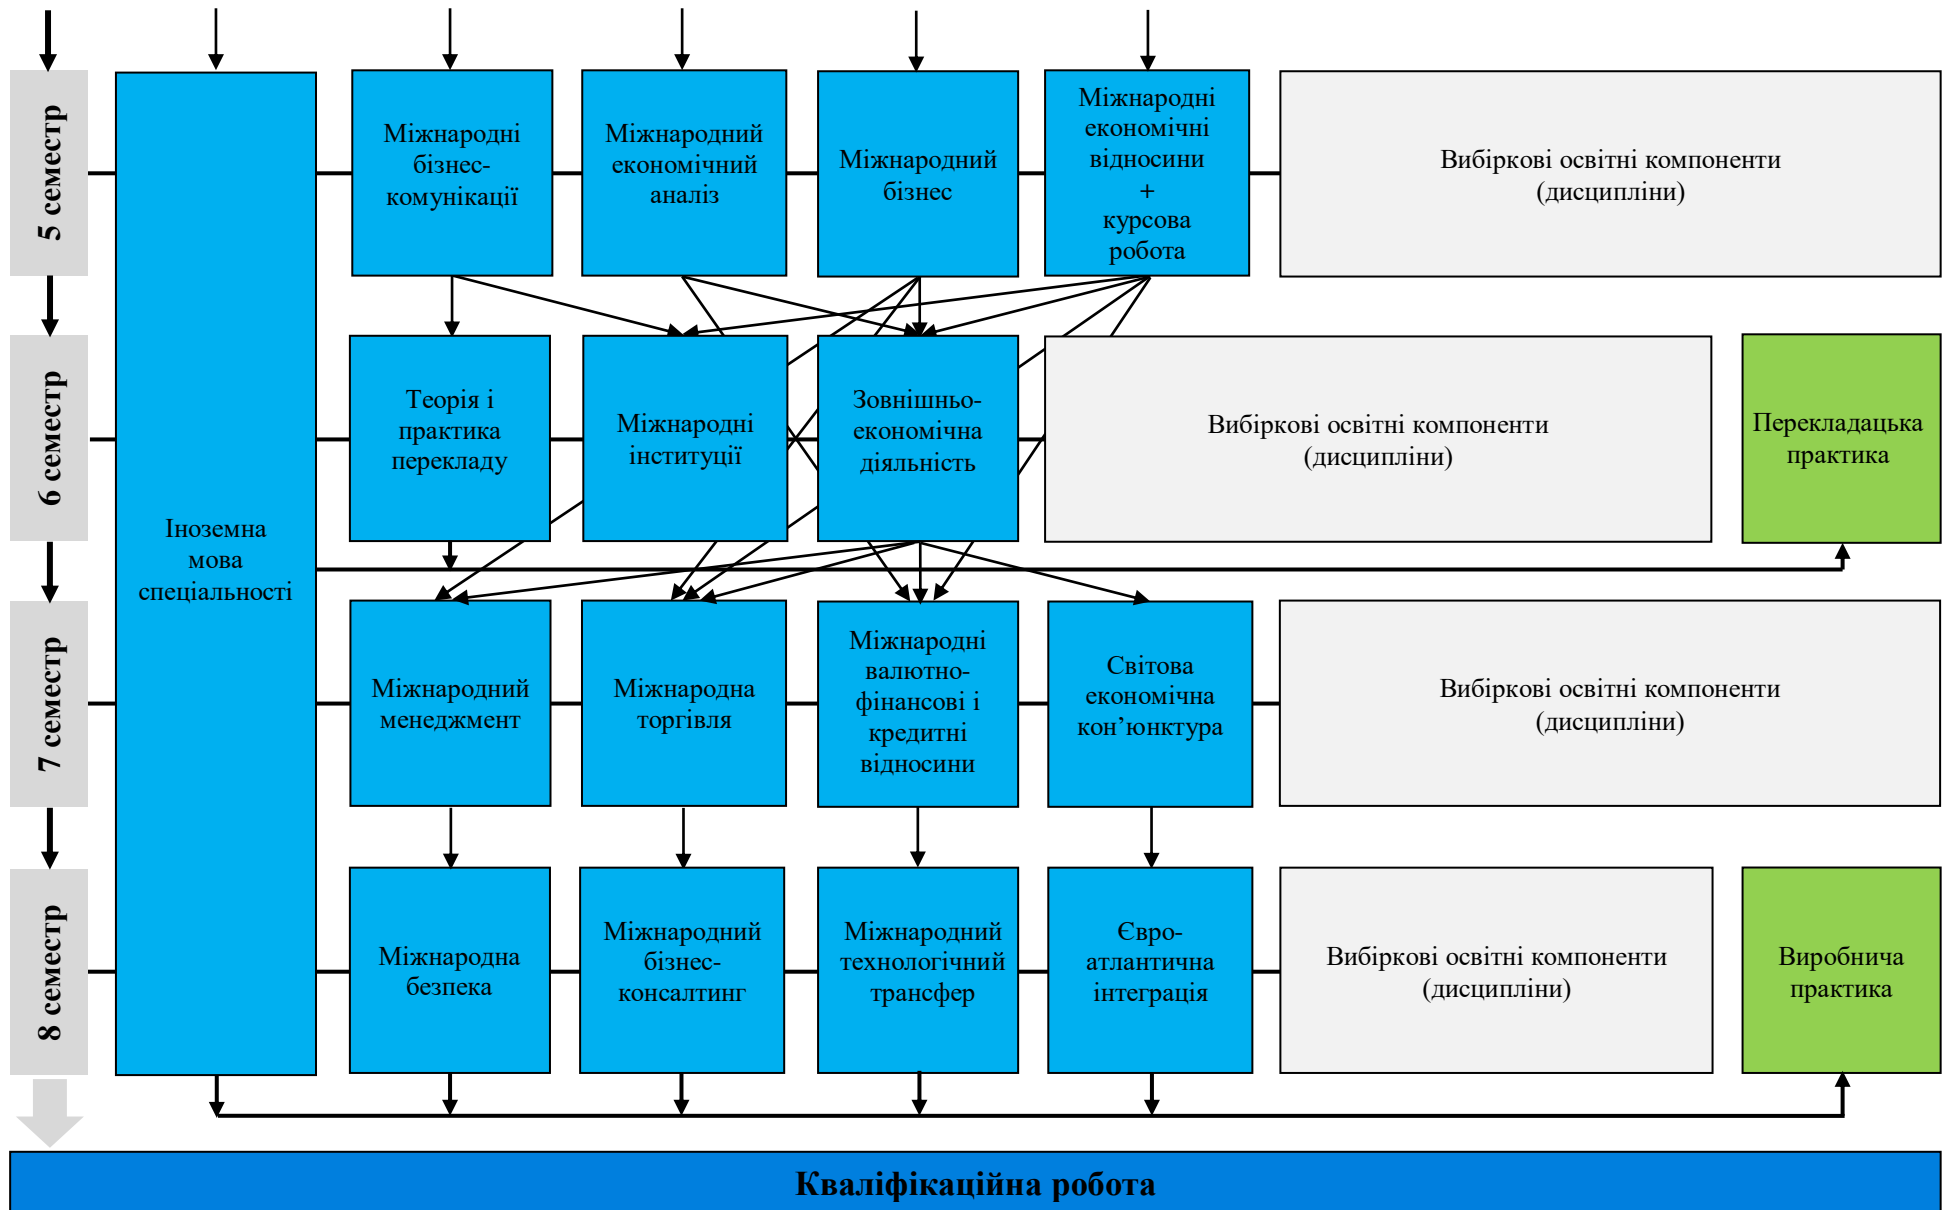 5 семестр
Міжнародні
бізнес-
комунікації
Міжнародний
економічний
аналіз
Міжнародний
бізнес
Міжнародні
економічні
відносини
+
курсова
робота
Вибіркові освітні компоненти
(дисципліни)
6 семестр
Іноземна
мова
спеціальності
Теорія і
практика
перекладу
Міжнародні
інституції
Зовнішньо-
економічна
діяльність
Вибіркові освітні компоненти
(дисципліни)
Перекладацька
практика
7 семестр
Міжнародний
менеджмент
Міжнародна
торгівля
Міжнародні
валютно-
фінансові і
кредитні
відносини
Світова
економічна
кон’юнктура
Вибіркові освітні компоненти
(дисципліни)
8 семестр
Міжнародна
безпека
Міжнародний
бізнес-
консалтинг
Міжнародний
технологічний
трансфер
Євро-
атлантична
інтеграція
Вибіркові освітні компоненти
(дисципліни)
Виробнича
практика
Кваліфікаційна робота